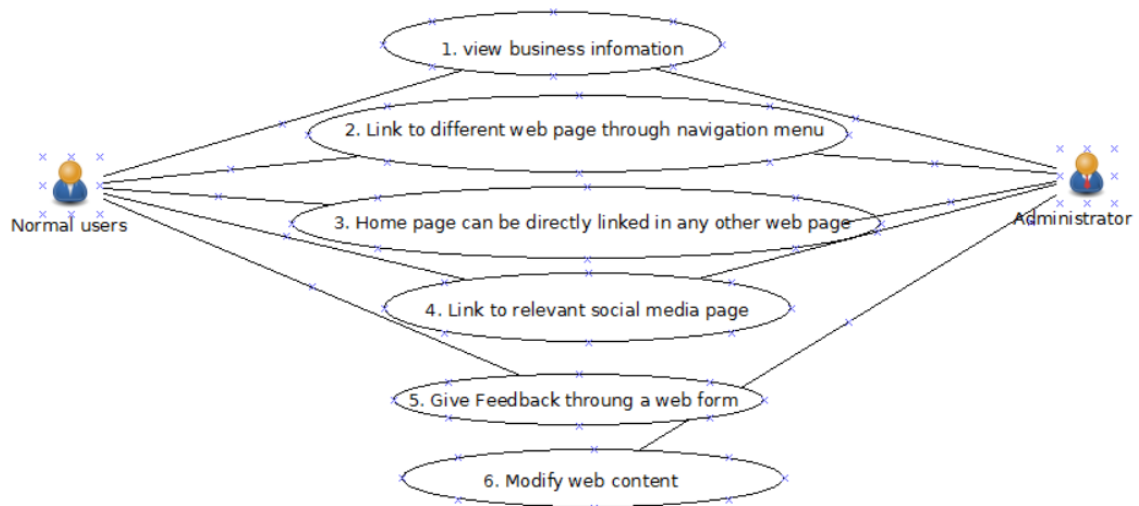 1. view business infomation
2. Link to different web page through navigation menu
Normal users
3. Home page can be directly linked in any other web page
Administrator
4. Link to relevant social media page
5. Give Feedback throung a web form
6. Modify web content